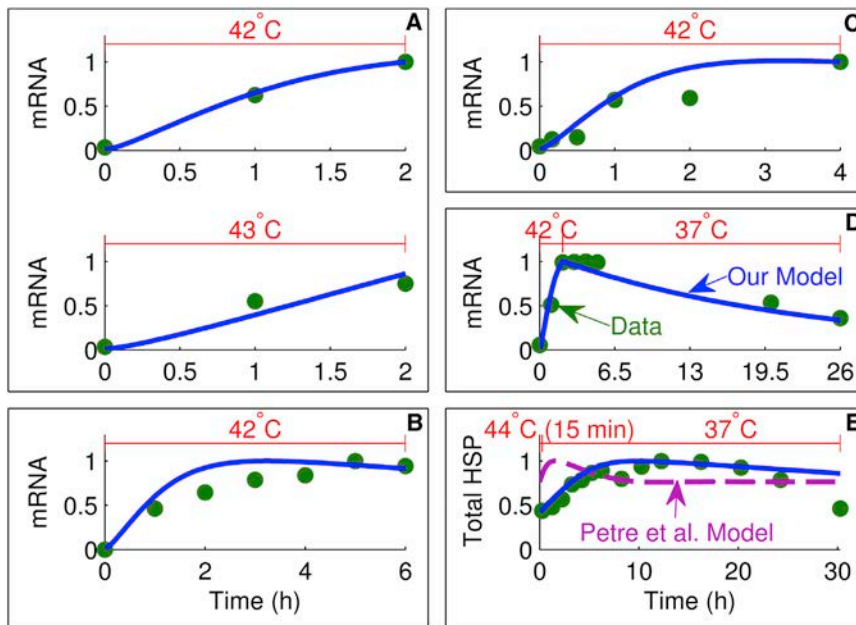 A
42°C
mRNA
1
0.5
0
0 0.5 1 1.5 2
43°C
mRNA
1
0.5
0
0 0.5 1 1.5 2
B
42°C
mRNA
1
0.5
0
0 2 4 6
Time (h)
C
42°C
mRNA
1
0.5
0
0 1 2 3 4
D
42°C 37°C
mRNA
1
0.5
0
Our Model
Data
0 6.5 13 19.5 26
E
44°C (15 min) 37°C
Total HSP
1
0.5
0
Petre et al. Model
0 10 20 30
Time (h)